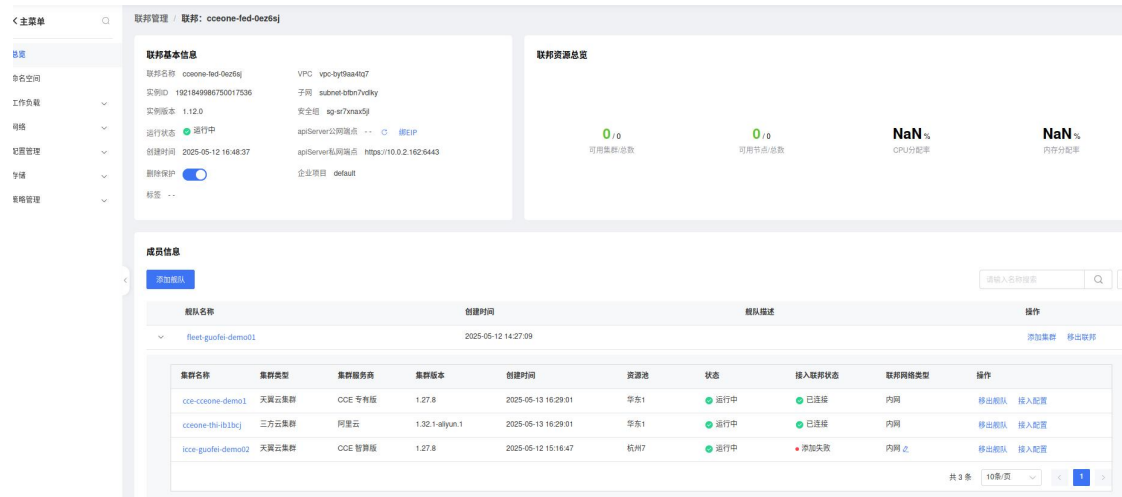 主菜单
联邦管理 / 联邦：cceone-fed-0ez6sj
总览
命名空间
工作负载
网络
配置管理
存储
策略管理
联邦基本信息
联邦名称 cceone-fed-0ez6sj
VPC vpc-byt9aa4tq7
实例ID 1921849986750017536
子网 subnet-bfbn7vdlky
实例版本 1.12.0
安全组 sg-sr7xnax5jl
运行状态 运行中
apiServer公网端点 -- 绑EIP
创建时间 2025-05-12 16:48:37
apiServer私网端点 https://10.0.2.162:6443
删除保护
企业项目 default
标签 --
联邦资源总览
0 / 0
可用集群/总数
0 / 0
可用节点/总数
NaN %
CPU分配率
NaN %
内存分配率
成员信息
添加舰队
请输入名称搜索
舰队名称 创建时间 舰队描述 操作
fleet-guofei-demo01 2025-05-12 14:27:09 添加集群 移出联邦
集群名称 集群类型 集群服务商 集群版本 创建时间 资源池 状态 接入联邦状态 联邦网络类型 操作
cce-cceone-demo1 天翼云集群 CCE 专有版 1.27.8 2025-05-13 16:29:01 华东1 运行中 已连接 内网 移出舰队 接入配置
cceone-thi-ib1bcj 三方云集群 阿里云 1.32.1-aliyun.1 2025-05-13 16:29:01 华东1 运行中 已连接 内网 移出舰队 接入配置
icce-guofei-demo02 天翼云集群 CCE 智算版 1.27.8 2025-05-12 15:16:47 杭州7 运行中 添加失败 内网 移出舰队 接入配置
共 3 条 10条/页 1